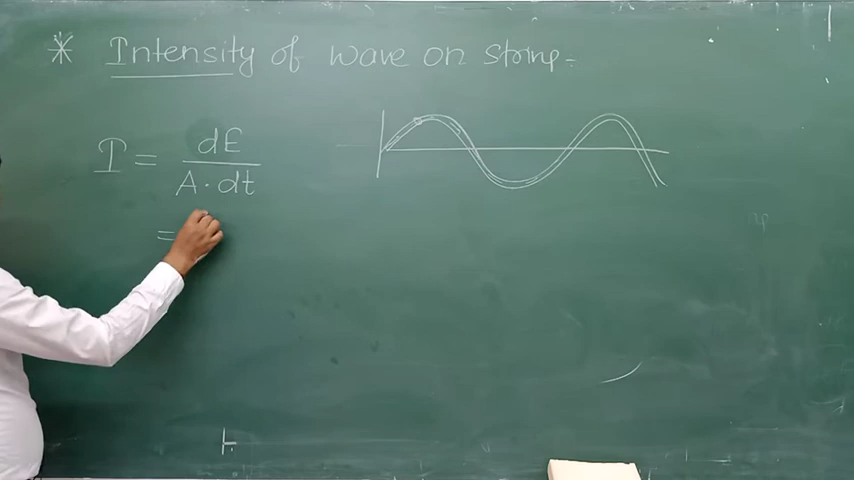 * Intensity of wave on string -
I = dE / A · dt
=